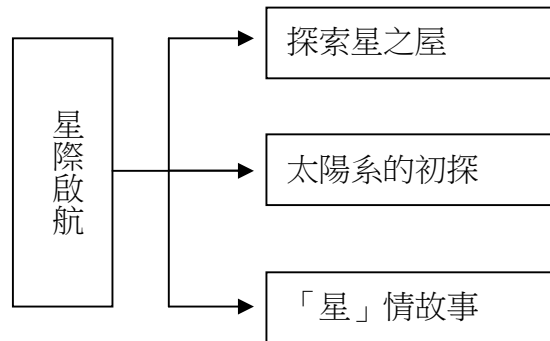 星際啟航
探索星之屋
太陽系的初探
「星」情故事